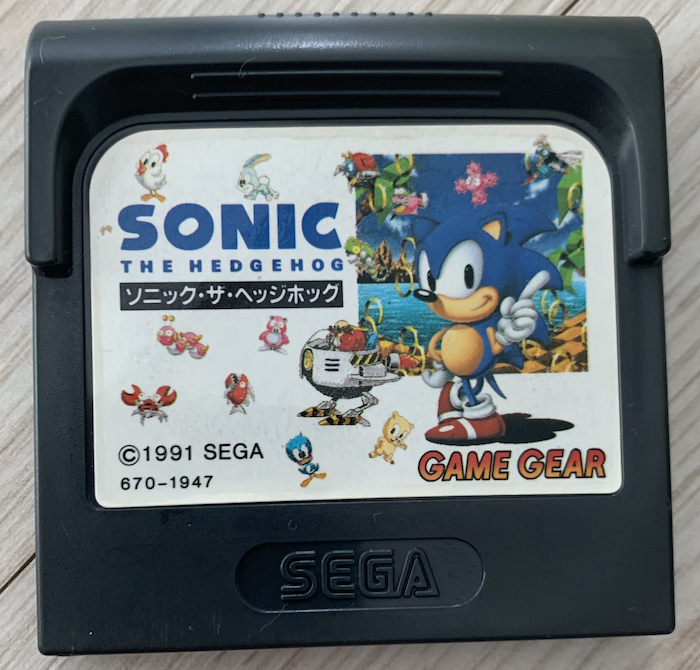 SONIC
THE HEDGEHOG
ソニック・ザ・ヘッジホッグ
©1991 SEGA
670-1947
GAME GEAR
SEGA